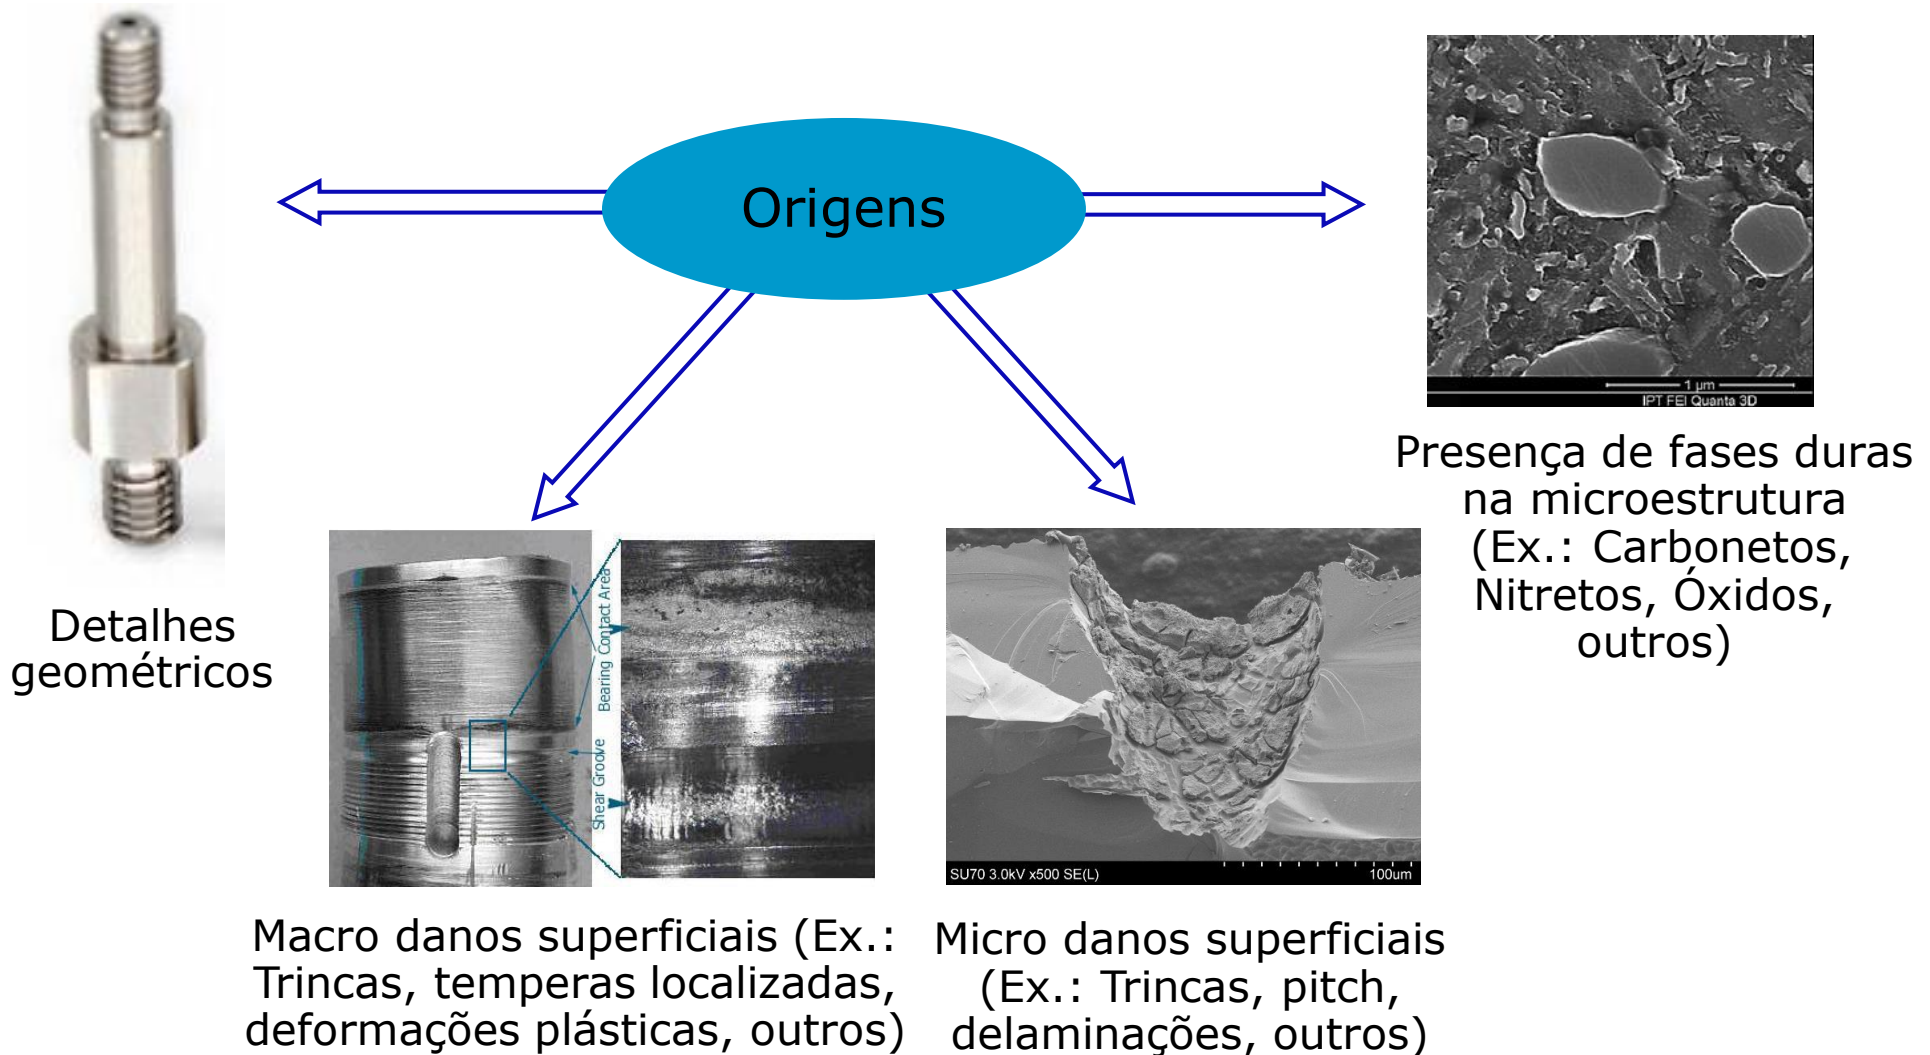 Origens
1 µm
IPT FEI Quanta 3D
Presença de fases duras
na microestrutura
(Ex.: Carbonetos,
Nitretos, Óxidos,
outros)
Detalhes
geométricos
Bearing Contact Area
Shear Groove
SU70 3.0kV x500 SE(L)
100um
Macro danos superficiais (Ex.:
Trincas, temperas localizadas,
deformações plásticas, outros)
Micro danos superficiais
(Ex.: Trincas, pitch,
delaminações, outros)